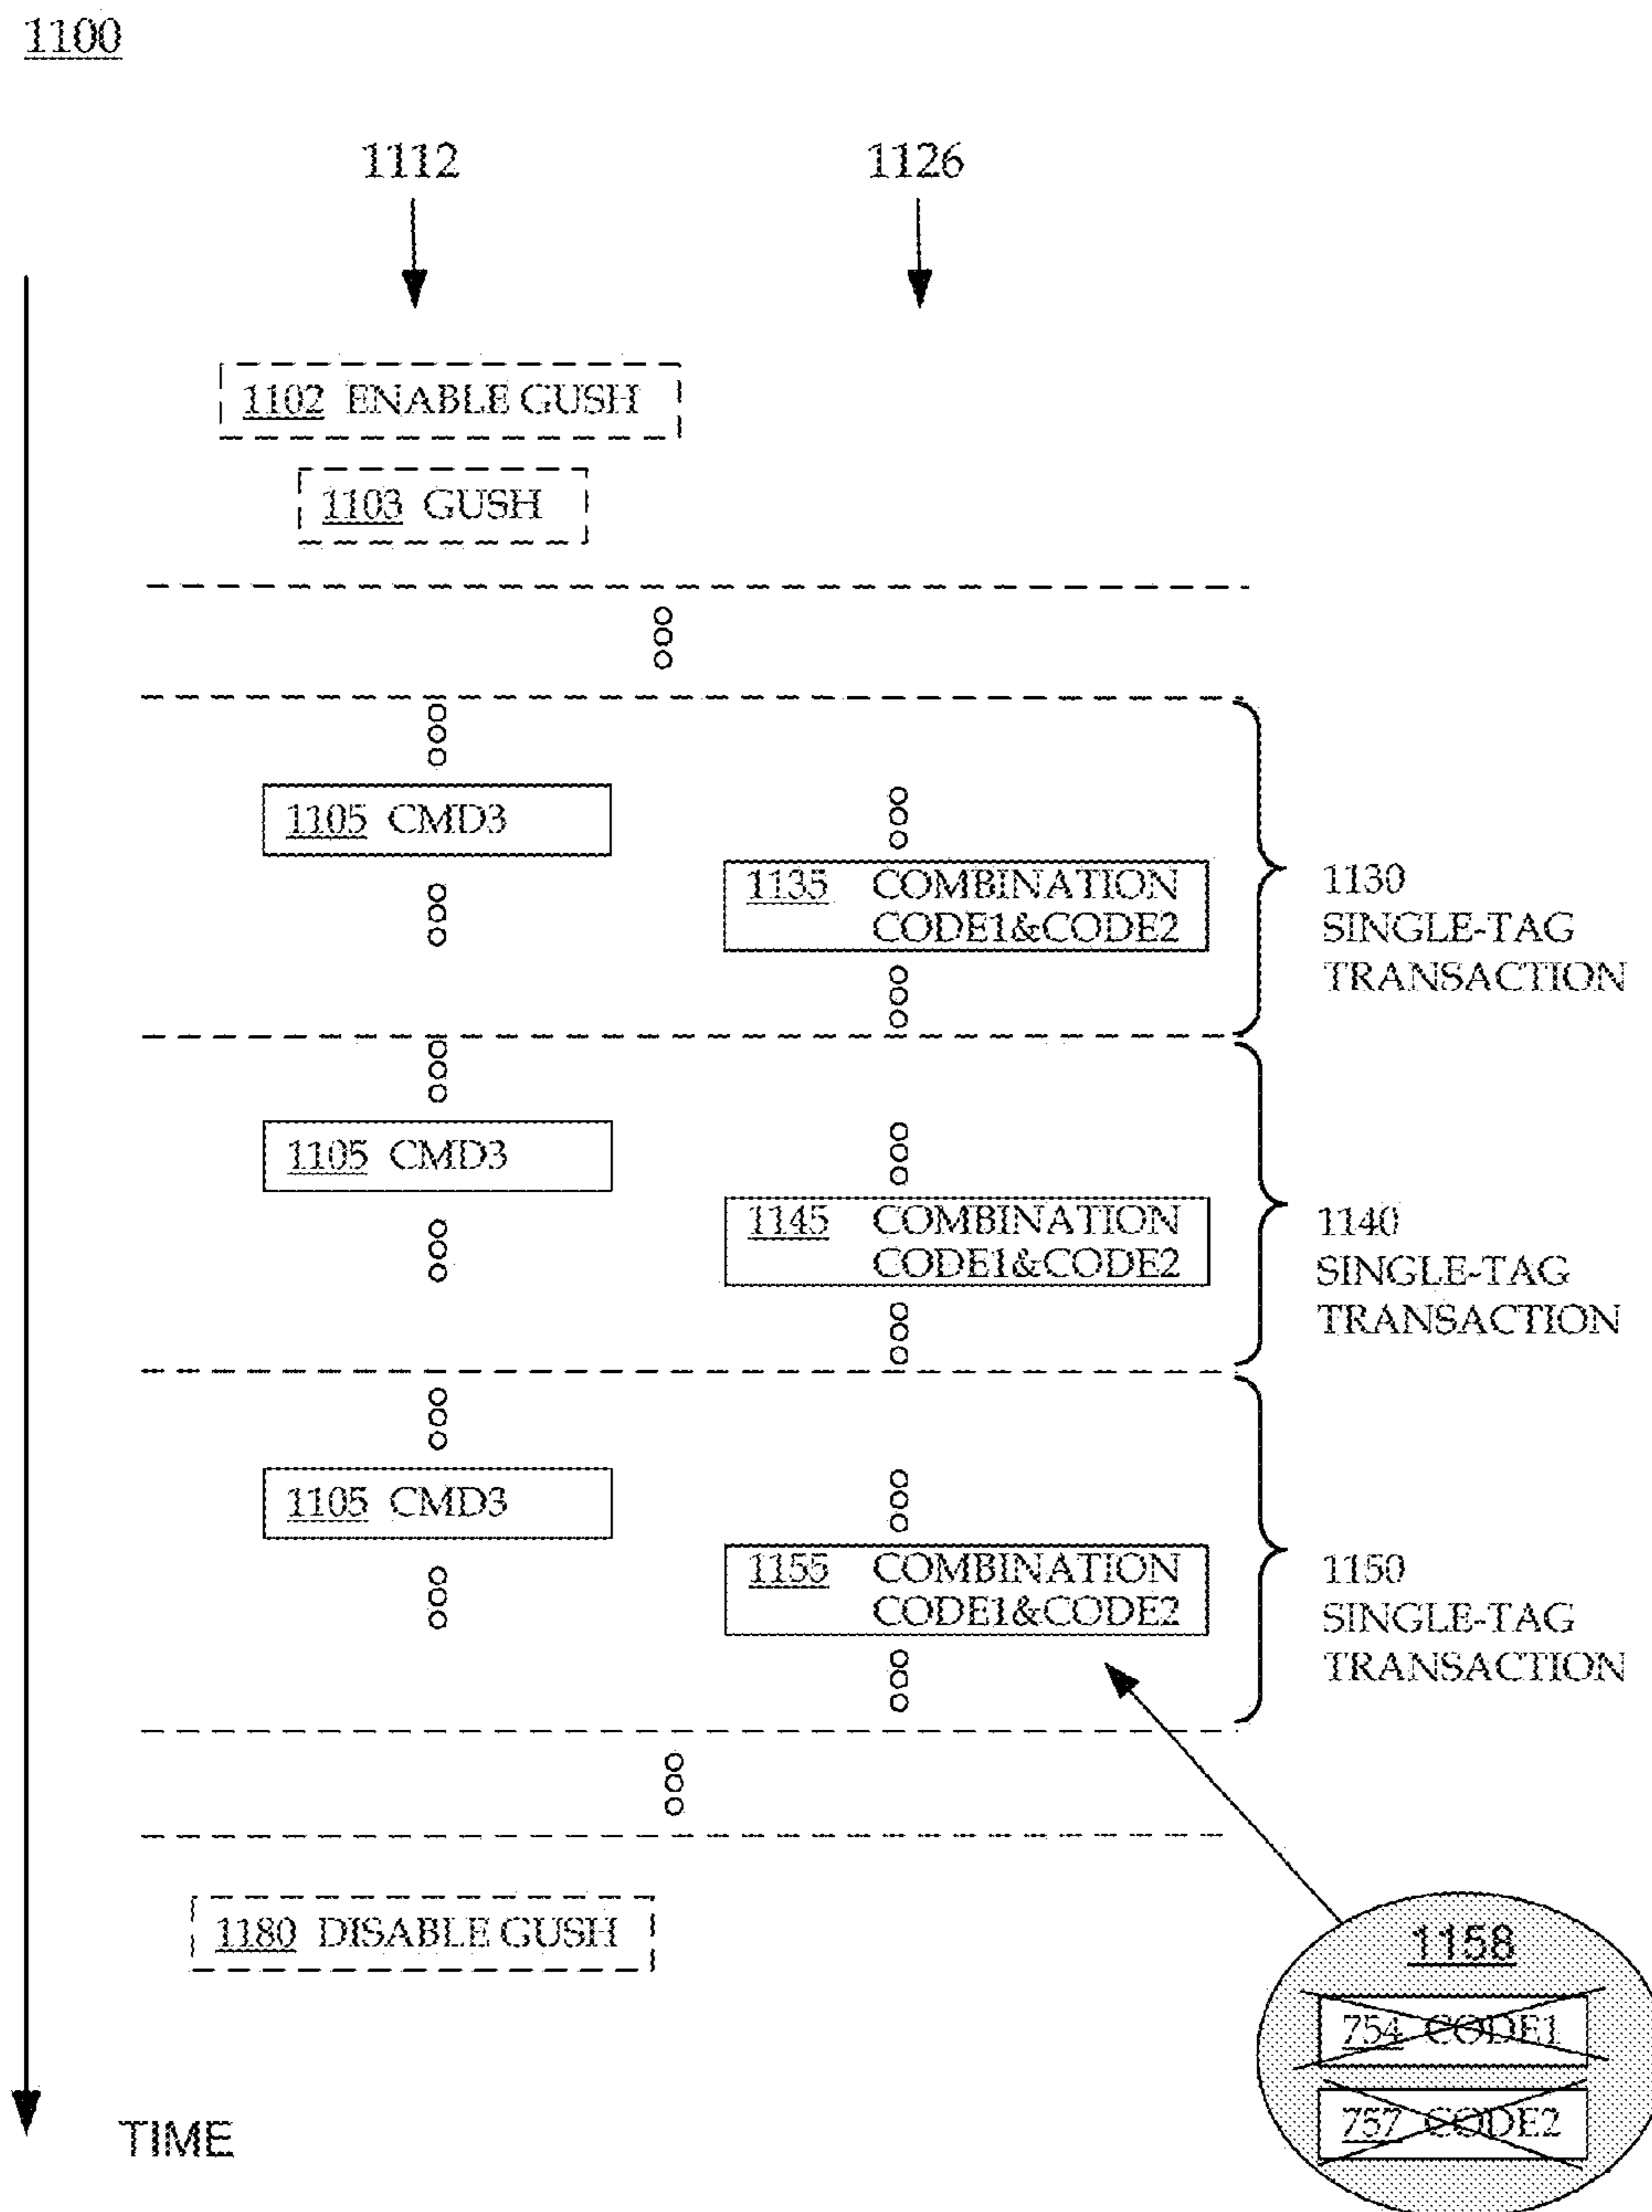 1100
1112
1126
1102 ENABLE GUSH
1103 GUSH
1105 CMD3
1135 COMBINATION
CODE1&CODE2
1130
SINGLE-TAG
TRANSACTION
1105 CMD3
1145 COMBINATION
CODE1&CODE2
1140
SINGLE-TAG
TRANSACTION
1105 CMD3
1155 COMBINATION
CODE1&CODE2
1150
SINGLE-TAG
TRANSACTION
1180 DISABLE GUSH
1158
754 CODE1
757 CODE2
TIME